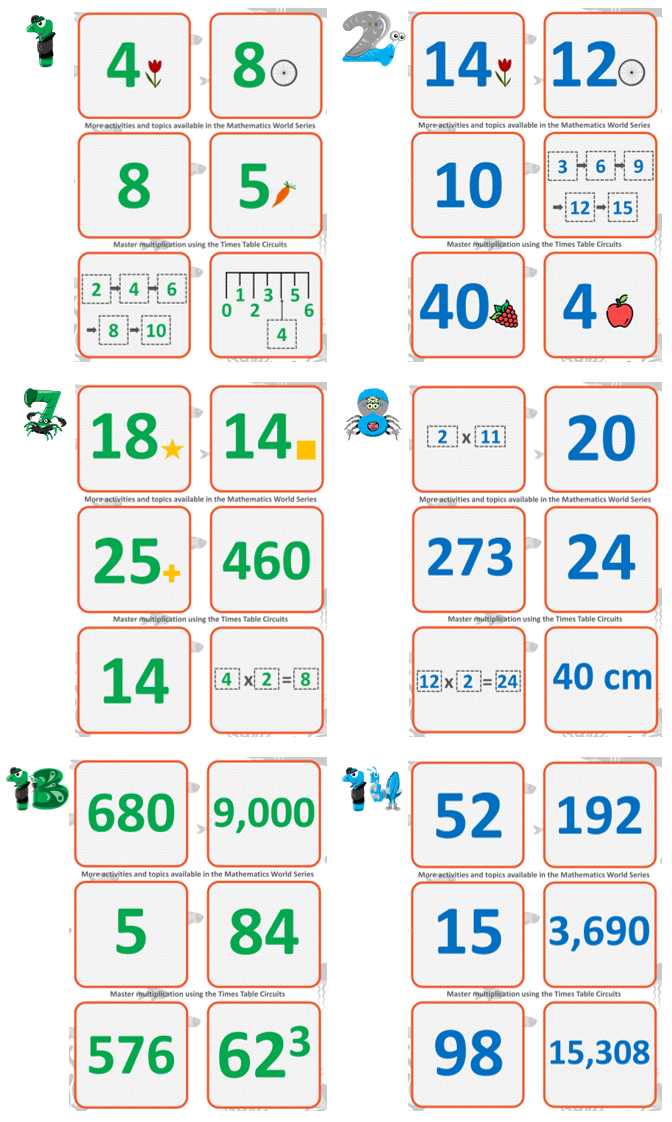 1
4 8
More activities and topics available in the Mathematics World Series
8 5
Master multiplication using the Times Table Circuits
2 → 4 → 6
→ 8 → 10
1 3 5
0 2 6
4
2
14 12
More activities and topics available in the Mathematics World Series
10
3 → 6 → 9
→ 12 → 15
Master multiplication using the Times Table Circuits
40 4
7
18 14
More activities and topics available in the Mathematics World Series
25 460
Master multiplication using the Times Table Circuits
14
4 x 2 = 8
8
2 x 11
20
More activities and topics available in the Mathematics World Series
273 24
Master multiplication using the Times Table Circuits
12 x 2 = 24
40 cm
13
680 9,000
More activities and topics available in the Mathematics World Series
5 84
Master multiplication using the Times Table Circuits
576 62³
14
52 192
More activities and topics available in the Mathematics World Series
15 3,690
Master multiplication using the Times Table Circuits
98 15,308